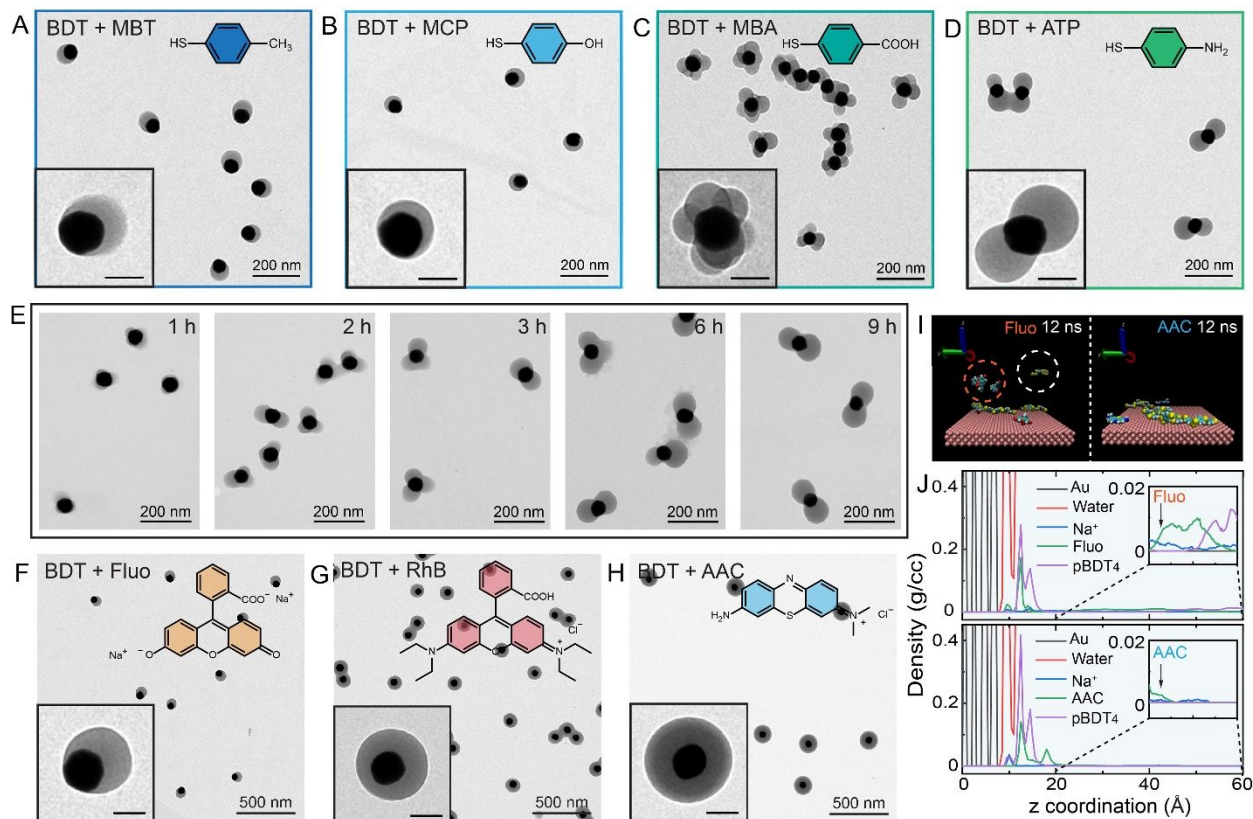 A BDT + MBT
HS
CH3
200 nm
B BDT + MCP
HS
OH
200 nm
C BDT + MBA
HS
COOH
200 nm
D BDT + ATP
HS
NH2
200 nm
E
1 h
200 nm
2 h
200 nm
3 h
200 nm
6 h
200 nm
9 h
200 nm
F BDT + Fluo
COO⁻ Na⁺
Na⁺ ⁻O
O
O
500 nm
G BDT + RhB
COOH
Cl⁻
N
O
N⁺
500 nm
H BDT + AAC
N
H2N
S
N⁺
Cl⁻
500 nm
I
Fluo 12 ns
AAC 12 ns
J
Density (g/cc)
0.4
0.2
0
Au
Water
Na⁺
Fluo
pBDT4
0.02
Fluo
0
0.4
0.2
0
Au
Water
Na⁺
AAC
pBDT4
0.02
AAC
0
0 20 40 60
z coordination (Å)